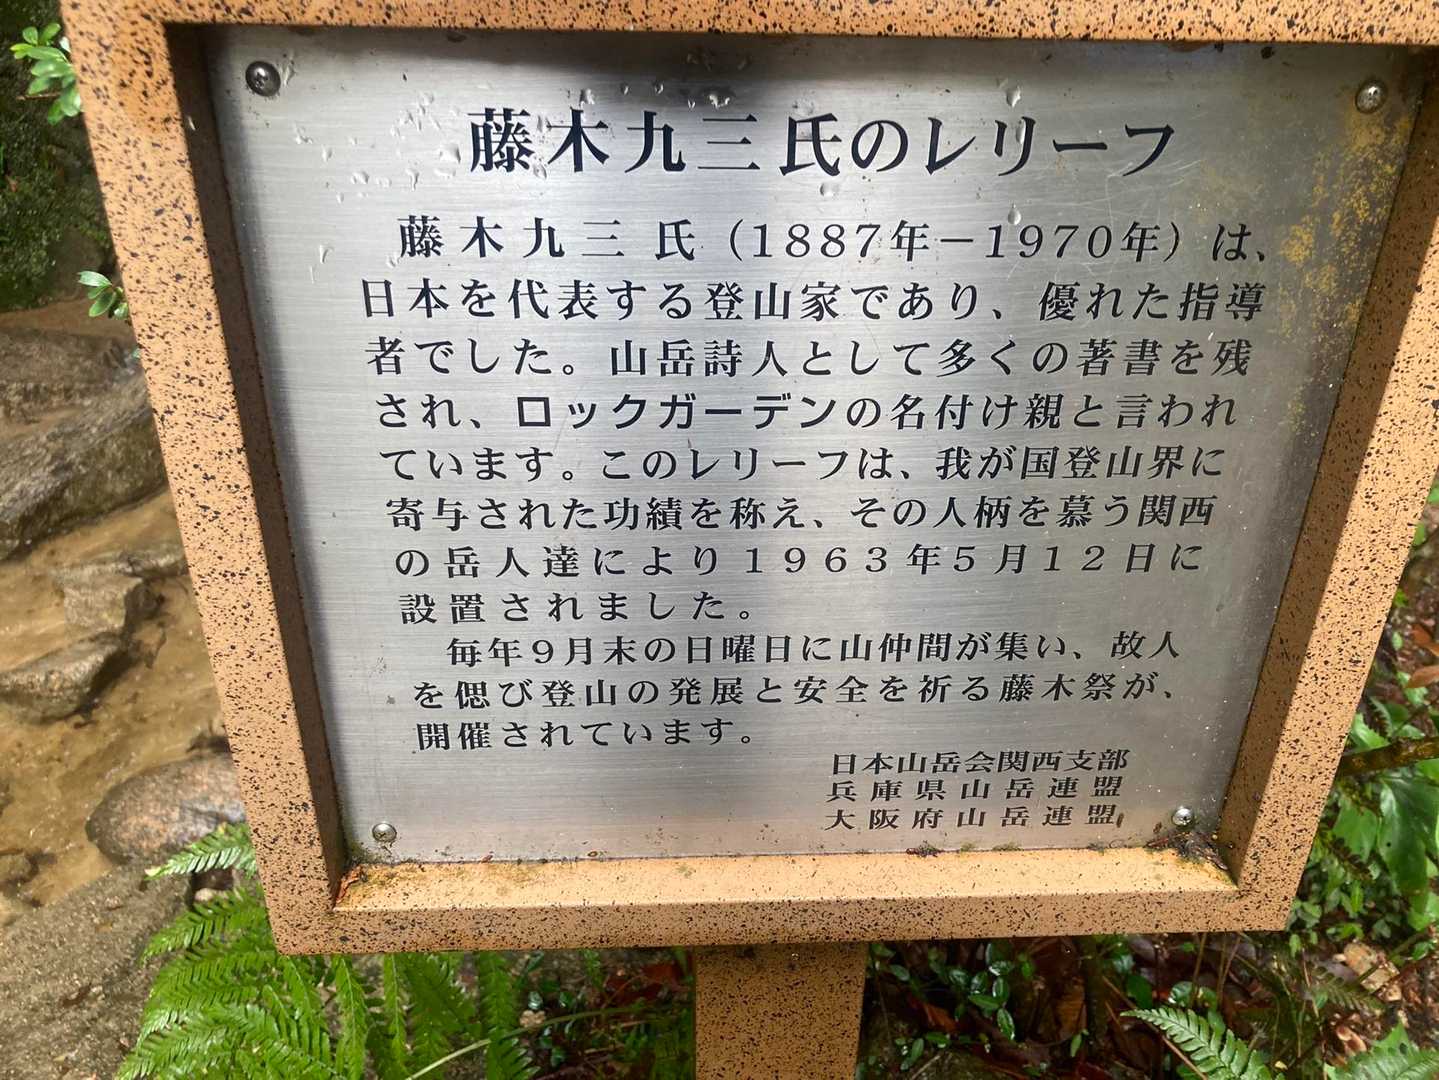 藤木九三氏のレリーフ
藤木九三氏（1887年－1970年）は、
日本を代表する登山家であり、優れた指導
者でした。山岳詩人として多くの著書を残
され、ロックガーデンの名付け親と言われ
ています。このレリーフは、我が国登山界に
寄与された功績を称え、その人柄を慕う関西
の岳人達により１９６３年５月１２日に
設置されました。
毎年９月末の日曜日に山仲間が集い、故人
を偲び登山の発展と安全を祈る藤木祭が、
開催されています。
日本山岳会関西支部
兵庫県山岳連盟
大阪府山岳連盟